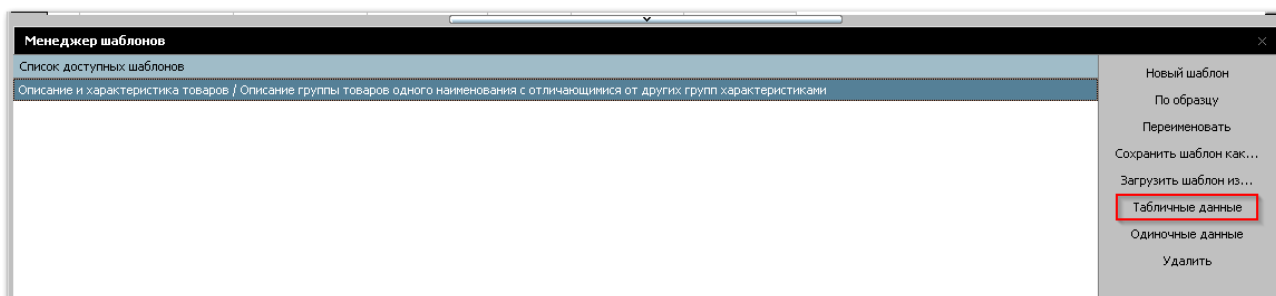 Менеджер шаблонов
Список доступных шаблонов
Описание и характеристика товаров / Описание группы товаров одного наименования с отличающимися от других групп характеристиками
Новый шаблон
По образцу
Переименовать
Сохранить шаблон как...
Загрузить шаблон из...
Табличные данные
Одиночные данные
Удалить